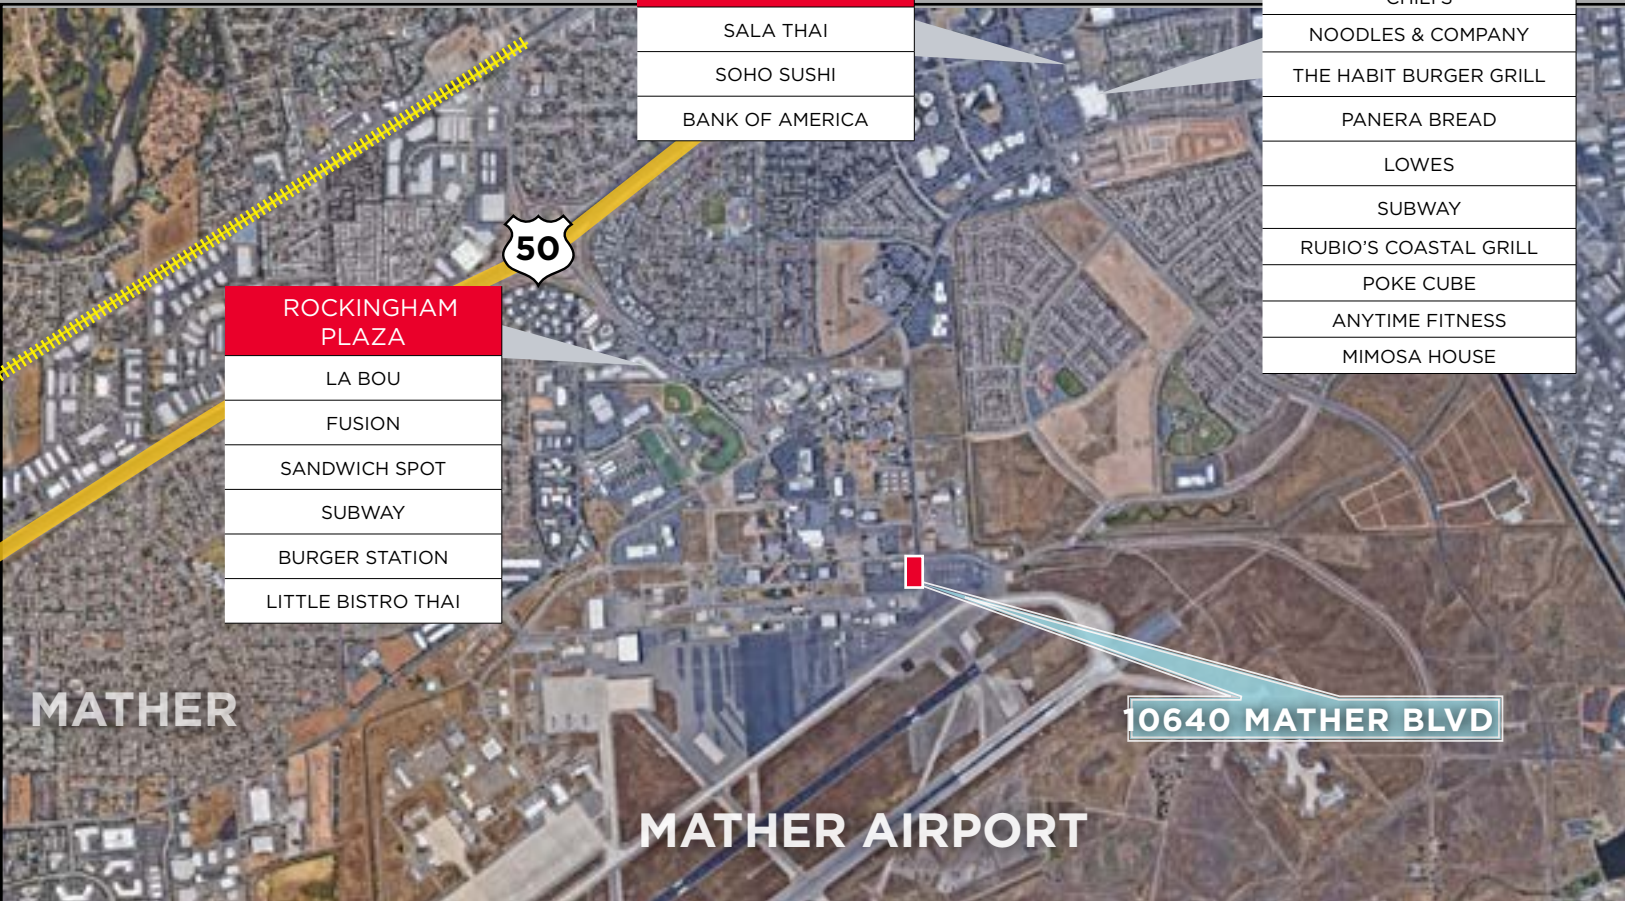 SALA THAI
SOHO SUSHI
BANK OF AMERICA
NOODLES & COMPANY
THE HABIT BURGER GRILL
PANERA BREAD
LOWES
SUBWAY
RUBIO'S COASTAL GRILL
POKE CUBE
ANYTIME FITNESS
MIMOSA HOUSE
50
ROCKINGHAM
PLAZA
LA BOU
FUSION
SANDWICH SPOT
SUBWAY
BURGER STATION
LITTLE BISTRO THAI
MATHER
10640 MATHER BLVD
MATHER AIRPORT